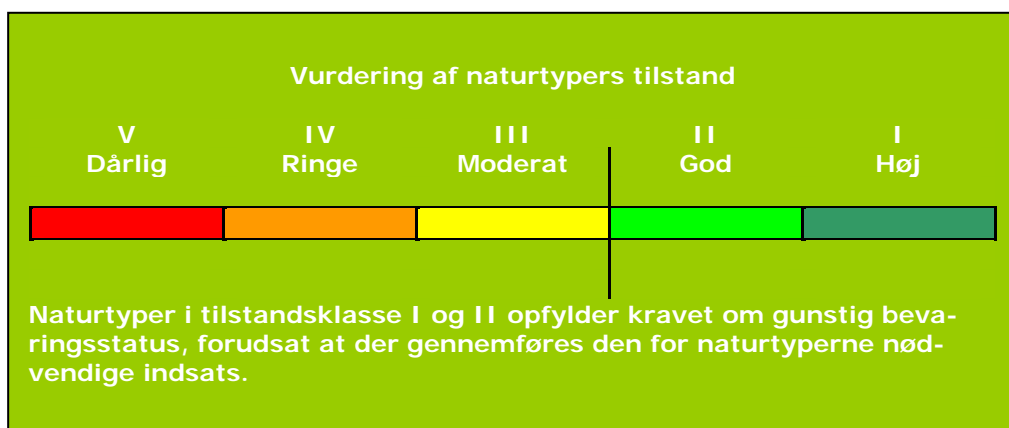 Vurdering af naturtypers tilstand
V IV III II I
Dårlig Ringe Moderat God Høj
Naturtyper i tilstandsklasse I og II opfylder kravet om gunstig beva-
ringsstatus, forudsat at der gennemføres den for naturtyperne nød-
vendige indsats.